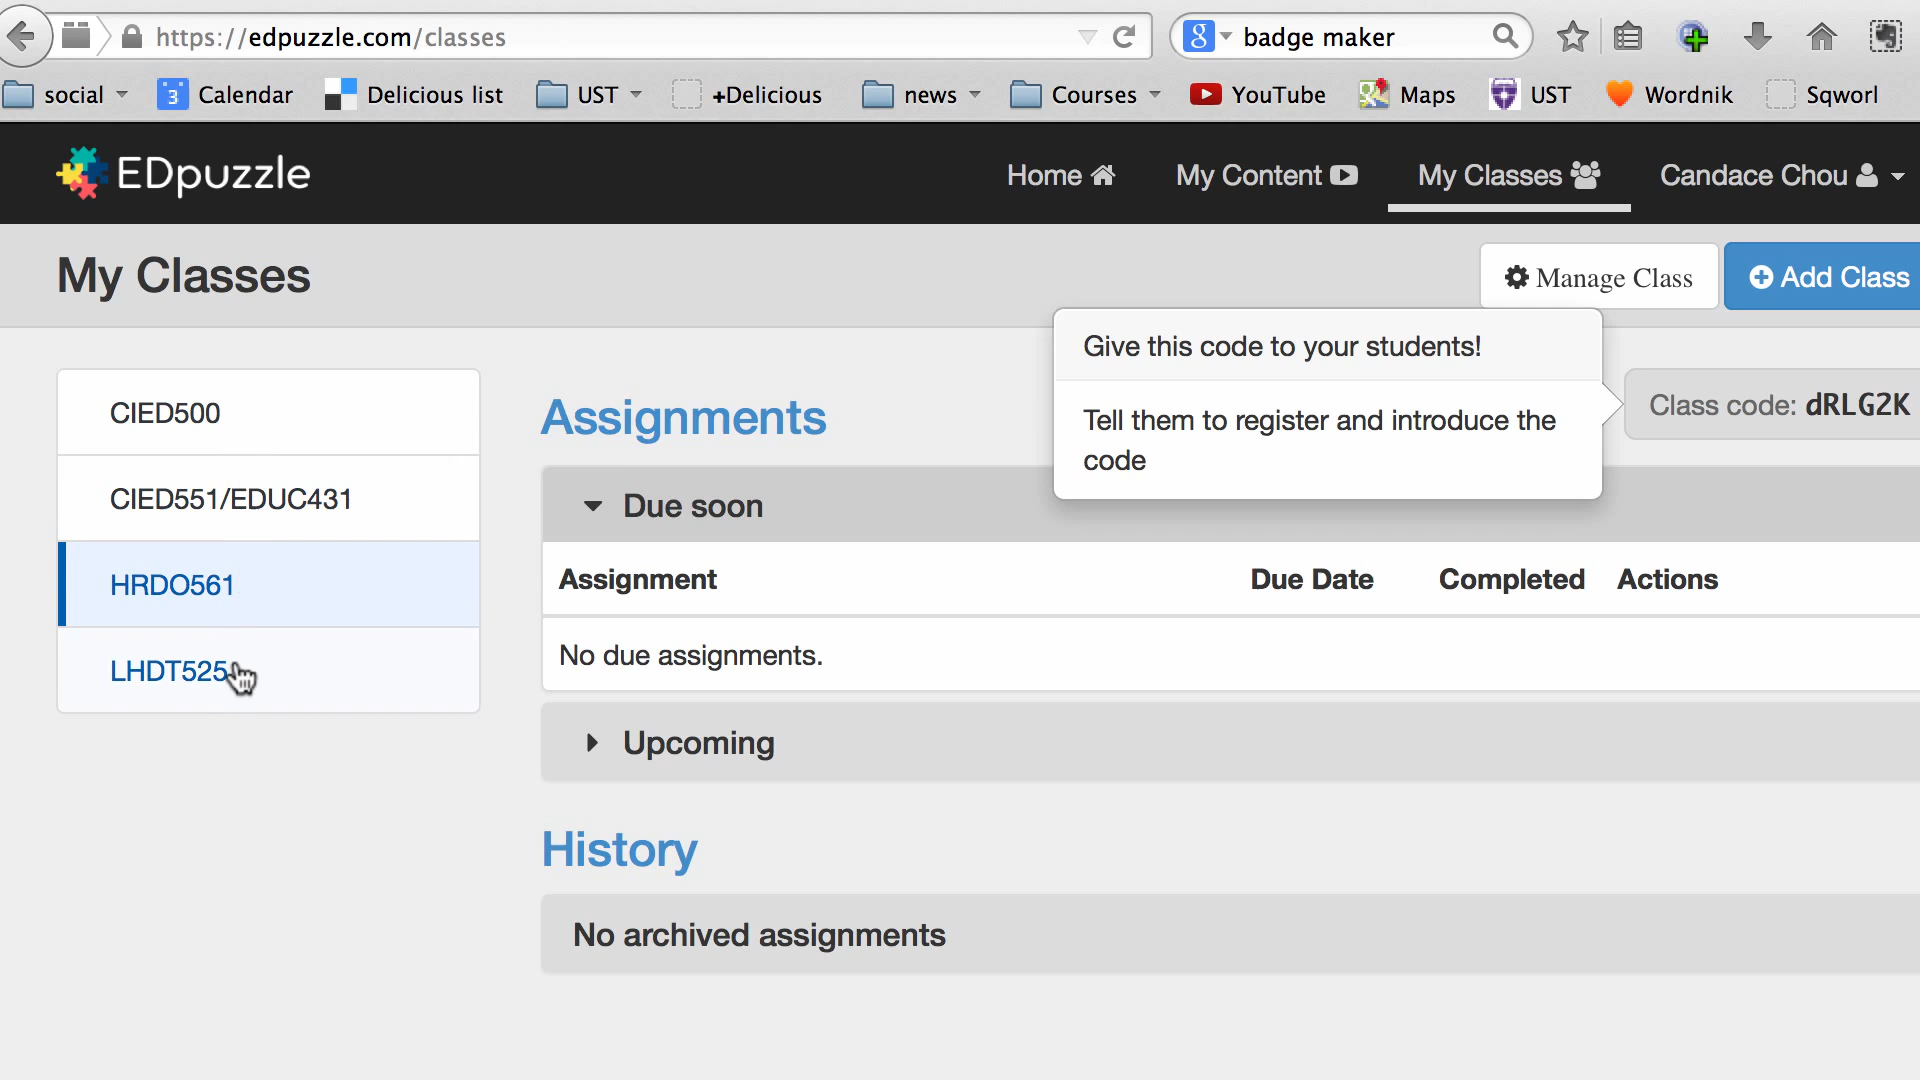 https://edpuzzle.com/classes
badge maker
social
3 Calendar
Delicious list
UST
+Delicious
news
Courses
YouTube
Maps
UST
Wordnik
Sqworl
EDpuzzle
Home
My Content
My Classes
Candace Chou
My Classes
Manage Class
Add Class
Give this code to your students!
Tell them to register and introduce the
code
Class code: dRLG2K
CIED500
CIED551/EDUC431
HRDO561
LHDT525
Assignments
Due soon
Assignment Due Date Completed Actions
No due assignments.
Upcoming
History
No archived assignments